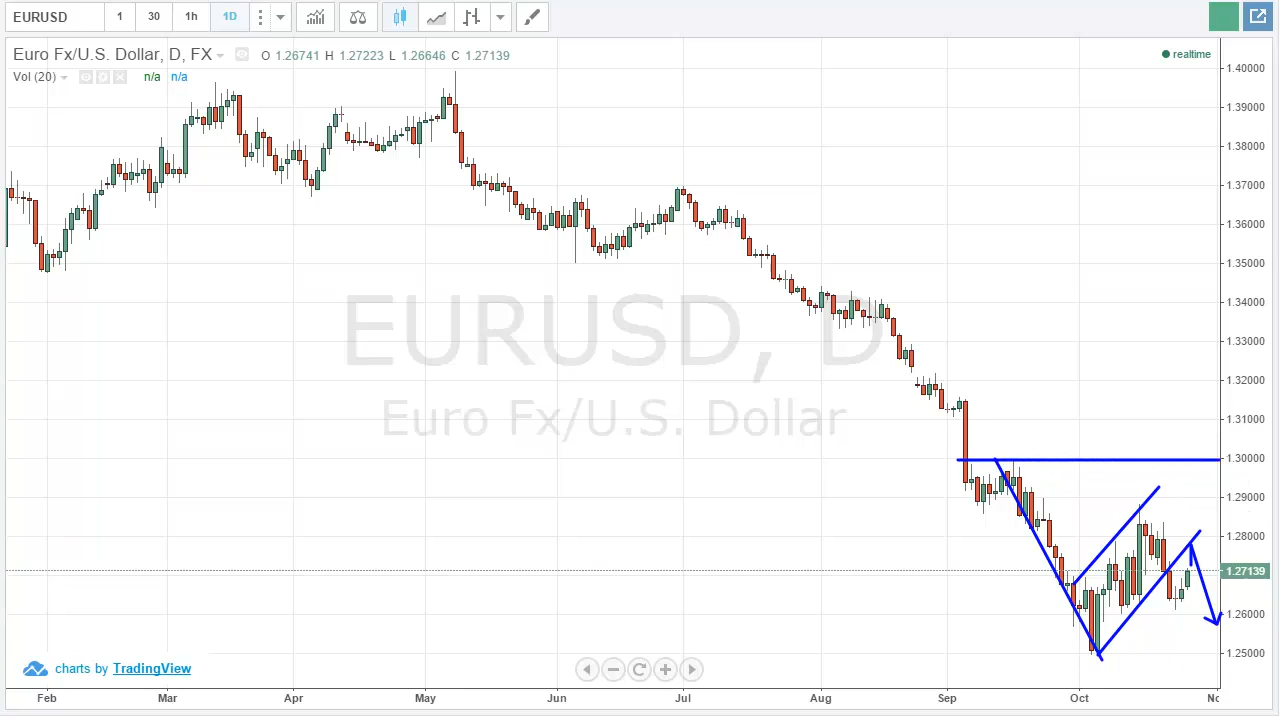 EURUSD 1 30 1h 1D
Euro Fx/U.S. Dollar, D, FX O 1.26741 H 1.27223 L 1.26646 C 1.27139
realtime
Vol (20) n/a n/a
1.40000
1.39000
1.38000
1.37000
1.36000
1.35000
1.34000
1.33000
1.32000
1.31000
1.30000
1.29000
1.28000
1.27139
1.26000
1.25000
EURUSD, D
Euro Fx/U.S. Dollar
charts by TradingView
Feb Mar Apr May Jun Jul Aug Sep Oct Nc